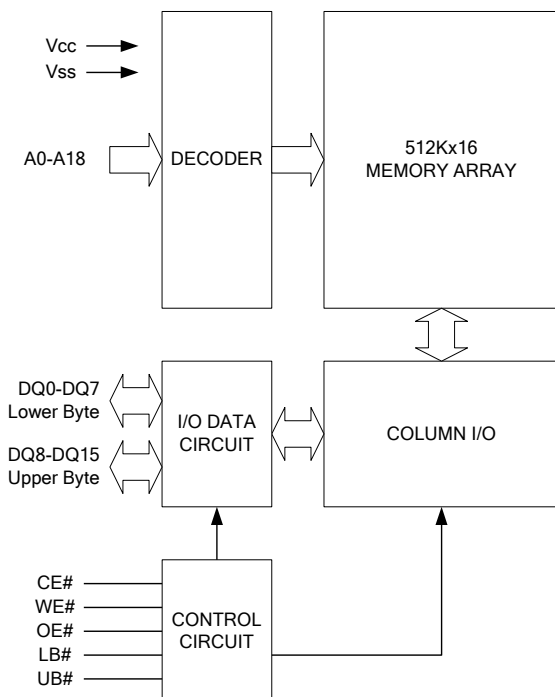 Vcc
Vss
A0-A18
DECODER
512Kx16
MEMORY ARRAY
DQ0-DQ7
Lower Byte
DQ8-DQ15
Upper Byte
I/O DATA
CIRCUIT
COLUMN I/O
CE#
WE#
OE#
LB#
UB#
CONTROL
CIRCUIT